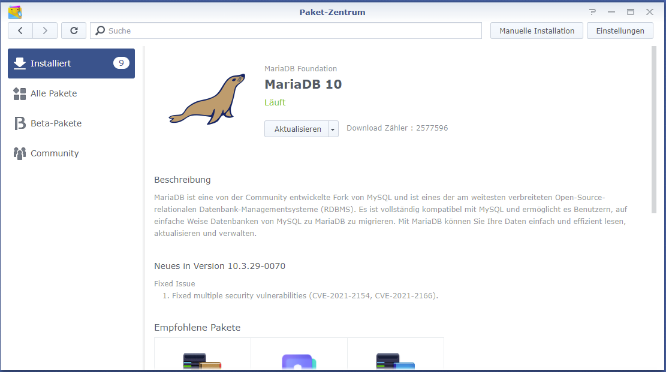 Paket-Zentrum
Suche
Manuelle Installation
Einstellungen
Installiert
9
Alle Pakete
Beta-Pakete
Community
MariaDB Foundation
MariaDB 10
Läuft
Aktualisieren
Download Zähler : 2577596
Beschreibung
MariaDB ist eine von der Community entwickelte Fork von MySQL und ist eines der am weitesten verbreiteten Open-Source-
relationalen Datenbank-Managementsysteme (RDBMS). Es ist vollständig kompatibel mit MySQL und ermöglicht es Benutzern, auf
einfache Weise Datenbanken von MySQL zu MariaDB zu migrieren. Mit MariaDB können Sie Ihre Daten einfach und effizient lesen,
aktualisieren und verwalten.
Neues in Version 10.3.29-0070
Fixed Issue
1. Fixed multiple security vulnerabilities (CVE-2021-2154, CVE-2021-2166).
Empfohlene Pakete